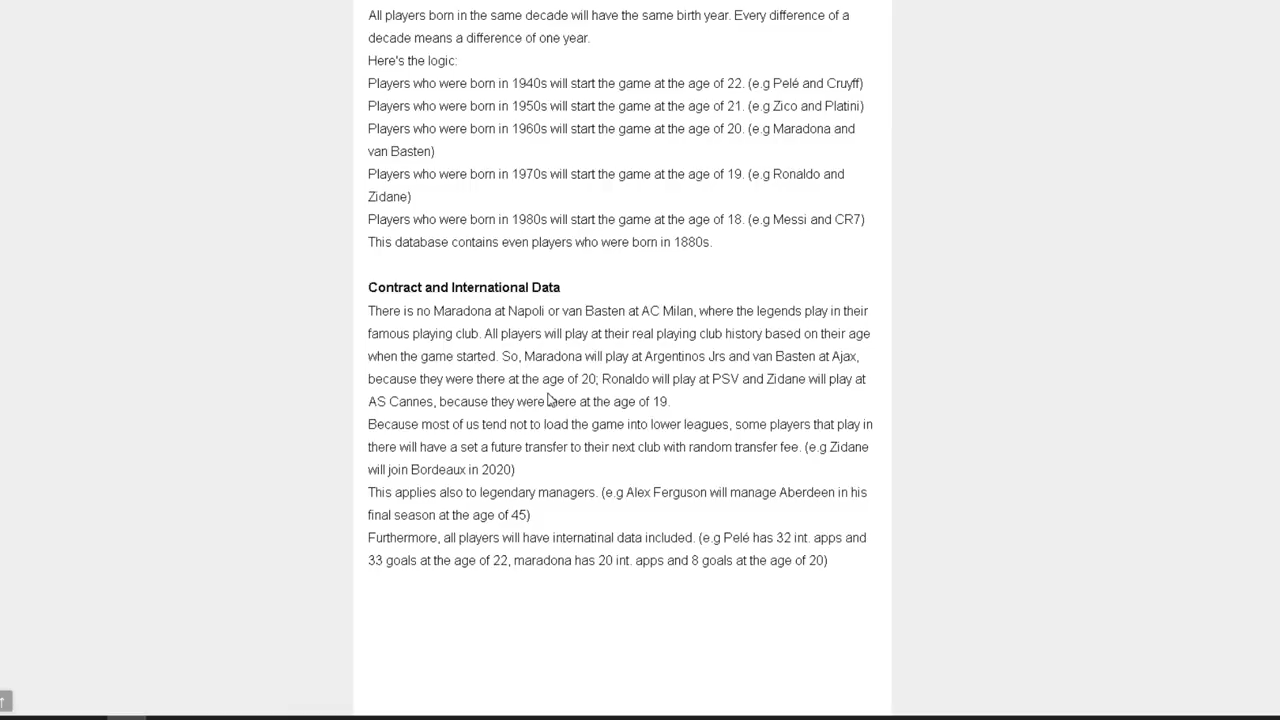 All players born in the same decade will have the same birth year. Every difference of a
decade means a difference of one year.
Here's the logic:
Players who were born in 1940s will start the game at the age of 22. (e.g Pelé and Cruyff)
Players who were born in 1950s will start the game at the age of 21. (e.g Zico and Platini)
Players who were born in 1960s will start the game at the age of 20. (e.g Maradona and
van Basten)
Players who were born in 1970s will start the game at the age of 19. (e.g Ronaldo and
Zidane)
Players who were born in 1980s will start the game at the age of 18. (e.g Messi and CR7)
This database contains even players who were born in 1880s.
Contract and International Data
There is no Maradona at Napoli or van Basten at AC Milan, where the legends play in their
famous playing club. All players will play at their real playing club history based on their age
when the game started. So, Maradona will play at Argentinos Jrs and van Basten at Ajax,
because they were there at the age of 20; Ronaldo will play at PSV and Zidane will play at
AS Cannes, because they were there at the age of 19.
Because most of us tend not to load the game into lower leagues, some players that play in
there will have a set a future transfer to their next club with random transfer fee. (e.g Zidane
will join Bordeaux in 2020)
This applies also to legendary managers. (e.g Alex Ferguson will manage Aberdeen in his
final season at the age of 45)
Furthermore, all players will have internatinal data included. (e.g Pelé has 32 int. apps and
33 goals at the age of 22, maradona has 20 int. apps and 8 goals at the age of 20)